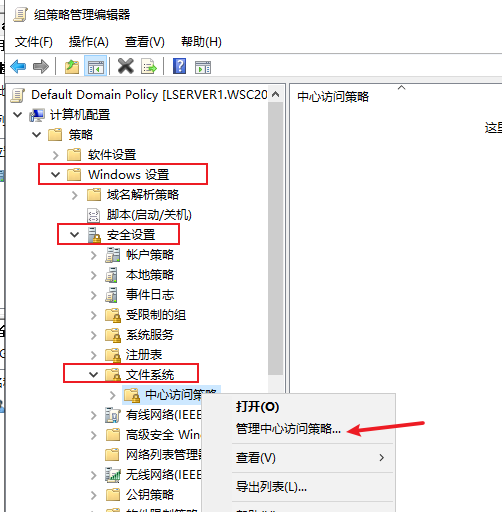 组策略管理编辑器
文件(F) 操作(A) 查看(V) 帮助(H)
Default Domain Policy [LSERVER1.WSC20
中心访问策略
计算机配置
这里
策略
软件设置
Windows 设置
域名解析策略
脚本(启动/关机)
安全设置
帐户策略
本地策略
事件日志
受限制的组
系统服务
注册表
文件系统
中心访问策略
打开(O)
有线网络(IEEE
管理中心访问策略...
高级安全 Win
网络列表管理器
查看(V)
无线网络(IEEE
导出列表(L)...
公钥策略